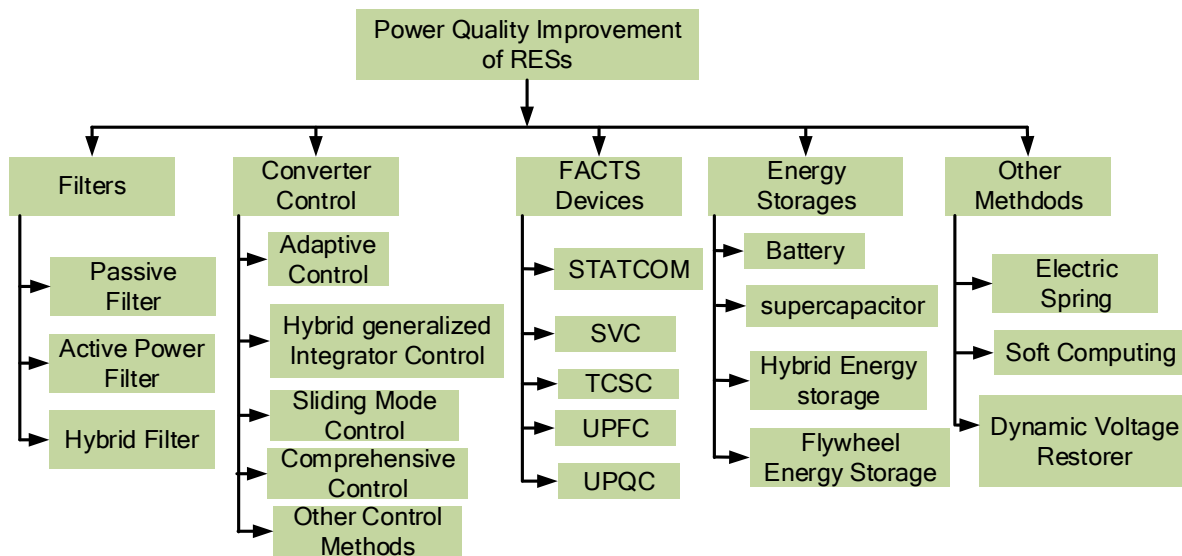 Power Quality Improvement
of RESs
Filters
Passive
Filter
Active Power
Filter
Hybrid Filter
Converter
Control
Adaptive
Control
Hybrid generalized
Integrator Control
Sliding Mode
Control
Comprehensive
Control
Other Control
Methods
FACTS
Devices
STATCOM
SVC
TCSC
UPFC
UPQC
Energy
Storages
Battery
supercapacitor
Hybrid Energy
storage
Flywheel
Energy Storage
Other
Methdods
Electric
Spring
Soft Computing
Dynamic Voltage
Restorer